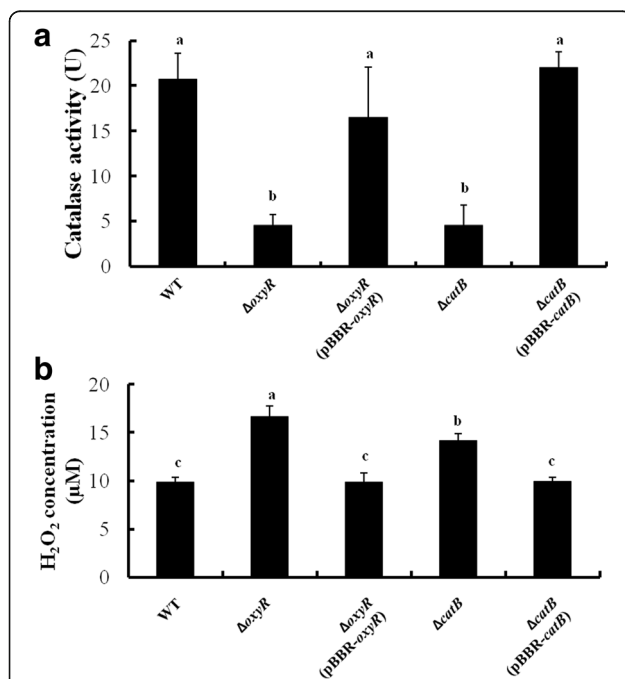 a
Catalase activity (U)
25
20
15
10
5
0
a
b
a
b
a
WT
ΔoxyR
ΔoxyR
(pBBR-oxyR)
ΔcatB
ΔcatB
(pBBR-catB)
b
H₂O₂ concentration
(μM)
20
15
10
5
0
c
a
c
b
c
WT
ΔoxyR
ΔoxyR
(pBBR-oxyR)
ΔcatB
ΔcatB
(pBBR-catB)